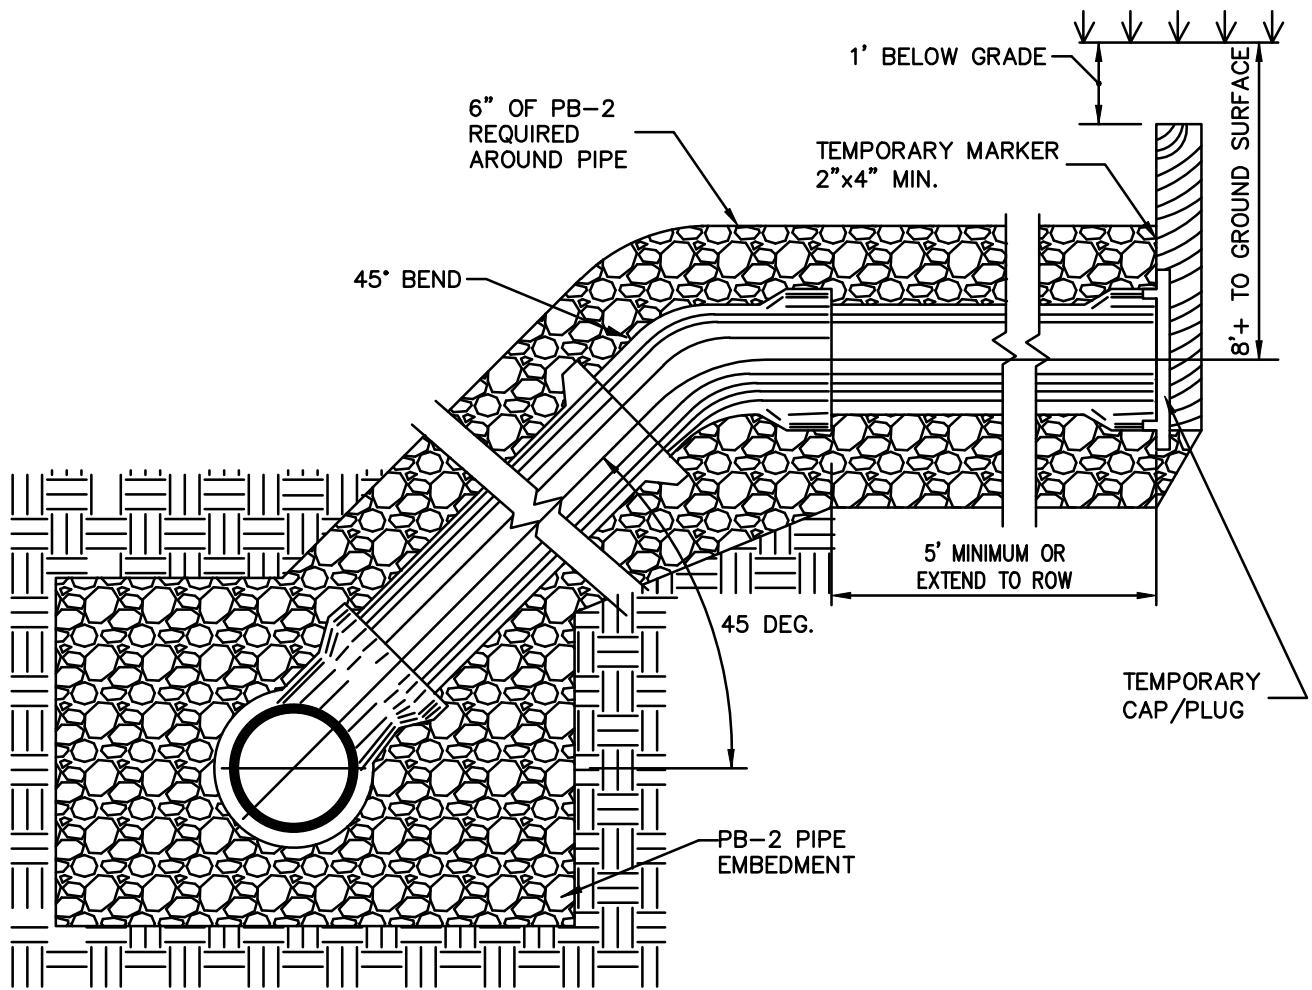 1' BELOW GRADE
6" OF PB-2
REQUIRED
AROUND PIPE
TEMPORARY MARKER
2"x4" MIN.
8'+ TO GROUND SURFACE
45° BEND
5' MINIMUM OR
EXTEND TO ROW
45 DEG.
TEMPORARY
CAP/PLUG
PB-2 PIPE
EMBEDMENT